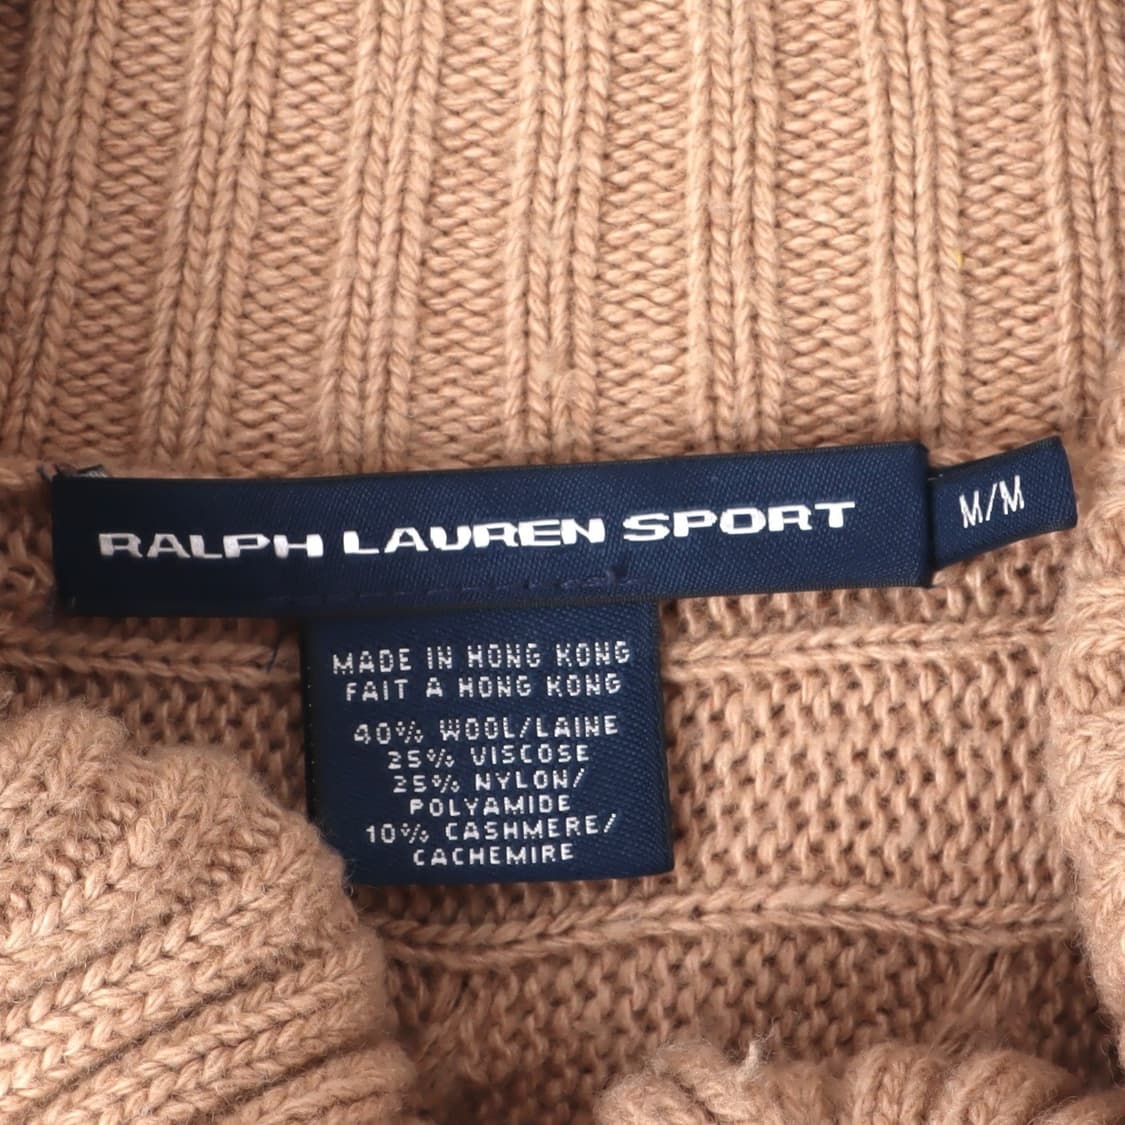 RALPH LAUREN SPORT
M/M
MADE IN HONG KONG
FAIT A HONG KONG
40% WOOL/LAINE
25% VISCOSE
25% NYLON/
POLYAMIDE
10% CASHMERE/
CACHEMIRE